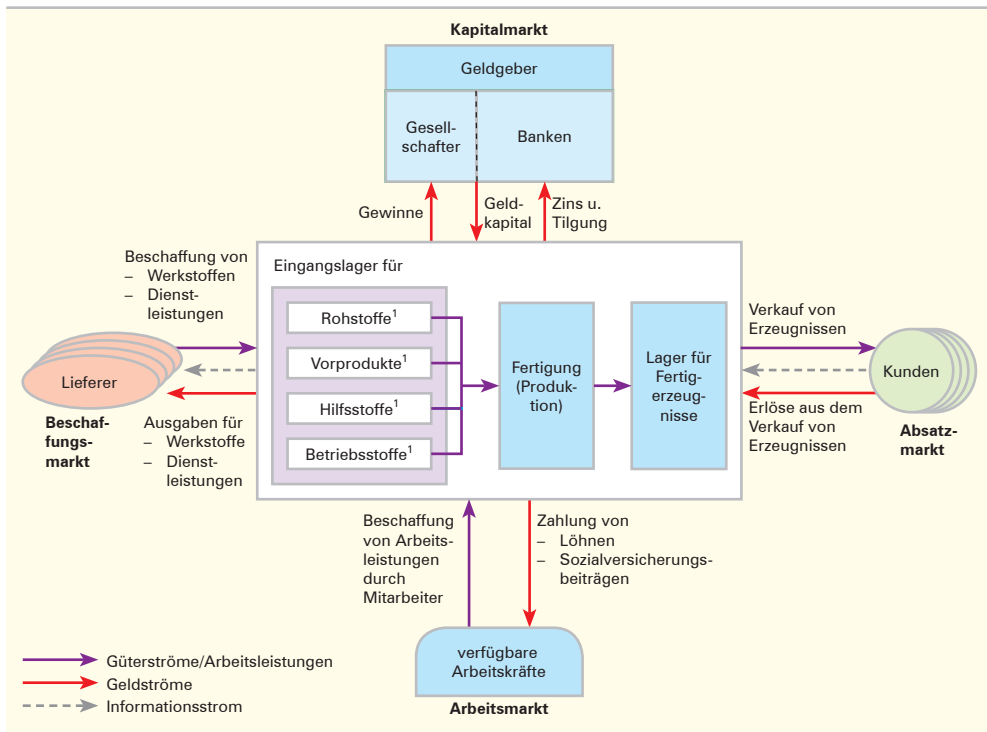 Kapitalmarkt
Geldgeber
Gesell-
schafter
Banken
Gewinne
Geld-
kapital
Zins u.
Tilgung
Beschaffung von
– Werkstoffen
– Dienst-
leistungen
Eingangslager für
Rohstoffe¹
Vorprodukte¹
Hilfsstoffe¹
Betriebsstoffe¹
Fertigung
(Produk-
tion)
Lager für
Fertig-
erzeug-
nisse
Verkauf von
Erzeugnissen
Lieferer
Kunden
Beschaf-
fungs-
markt
Ausgaben für
– Werkstoffe
– Dienst-
leistungen
Erlöse aus dem
Verkauf von
Erzeugnissen
Absatz-
markt
Beschaffung
von Arbeits-
leistungen
durch
Mitarbeiter
Zahlung von
– Löhnen
– Sozialversicherungs-
beiträgen
verfügbare
Arbeitskräfte
Arbeitsmarkt
Güterströme/Arbeitsleistungen
Geldströme
Informationsstrom